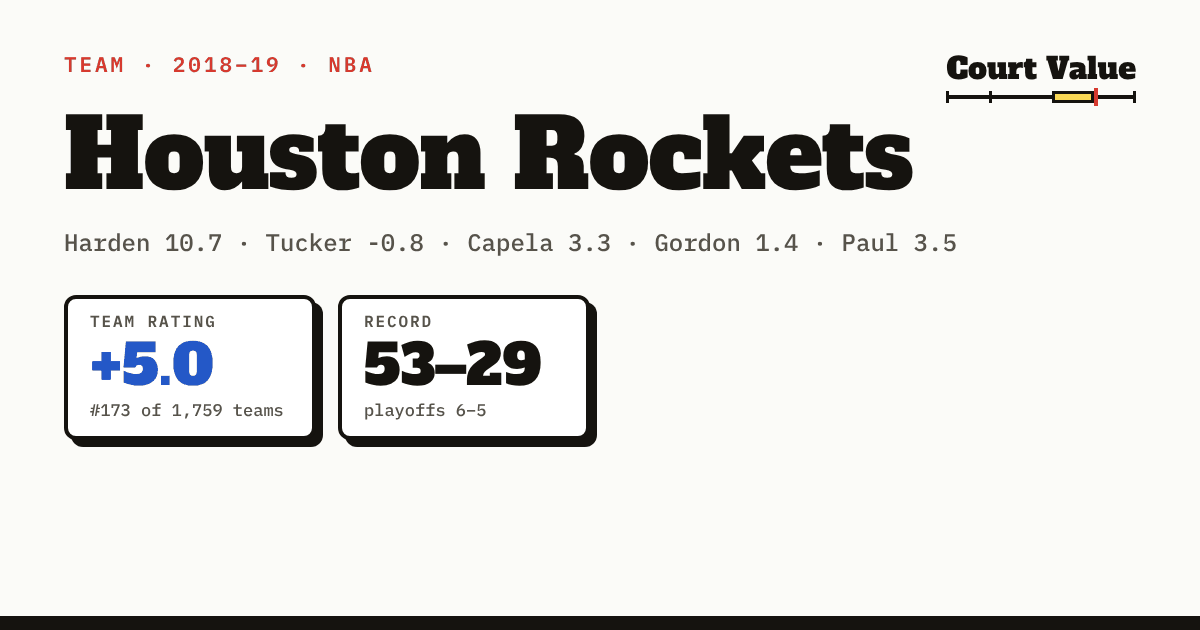 TEAM · 2018–19 · NBA
Court Value
Houston Rockets
Harden 10.7 · Tucker -0.8 · Capela 3.3 · Gordon 1.4 · Paul 3.5
TEAM RATING
+5.0
#173 of 1,759 teams
RECORD
53–29
playoffs 6–5